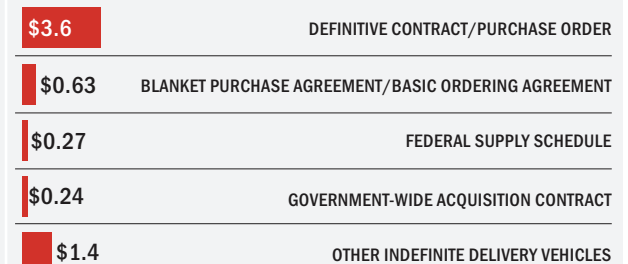 $3.6 DEFINITIVE CONTRACT/PURCHASE ORDER
$0.63 BLANKET PURCHASE AGREEMENT/BASIC ORDERING AGREEMENT
$0.27 FEDERAL SUPPLY SCHEDULE
$0.24 GOVERNMENT-WIDE ACQUISITION CONTRACT
$1.4 OTHER INDEFINITE DELIVERY VEHICLES